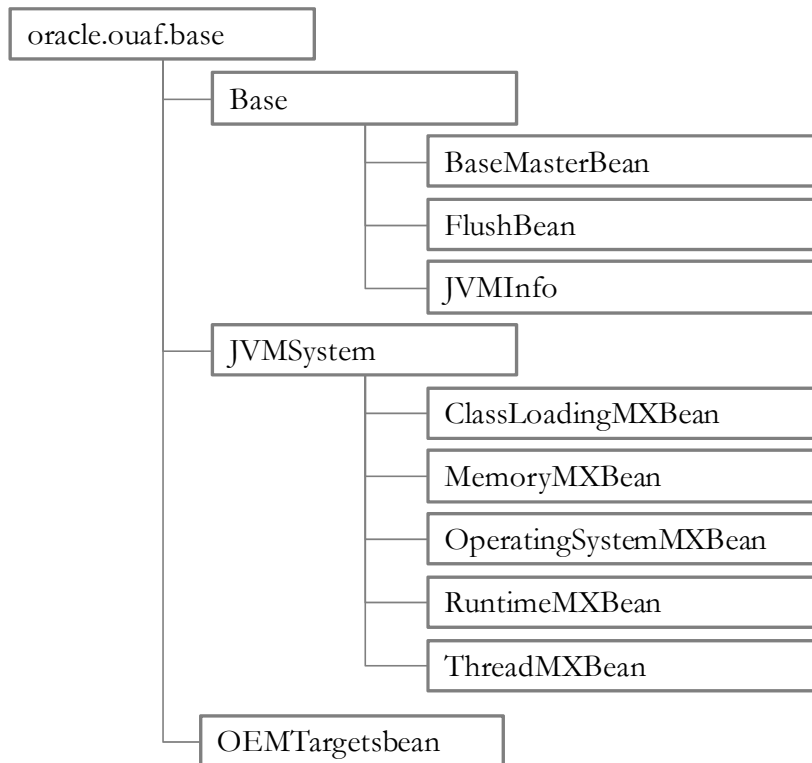 oracle.ouaf.base
Base
BaseMasterBean
FlushBean
JVMInfo
JVMSystem
ClassLoadingMXBean
MemoryMXBean
OperatingSystemMXBean
RuntimeMXBean
ThreadMXBean
OEMTargetsbean